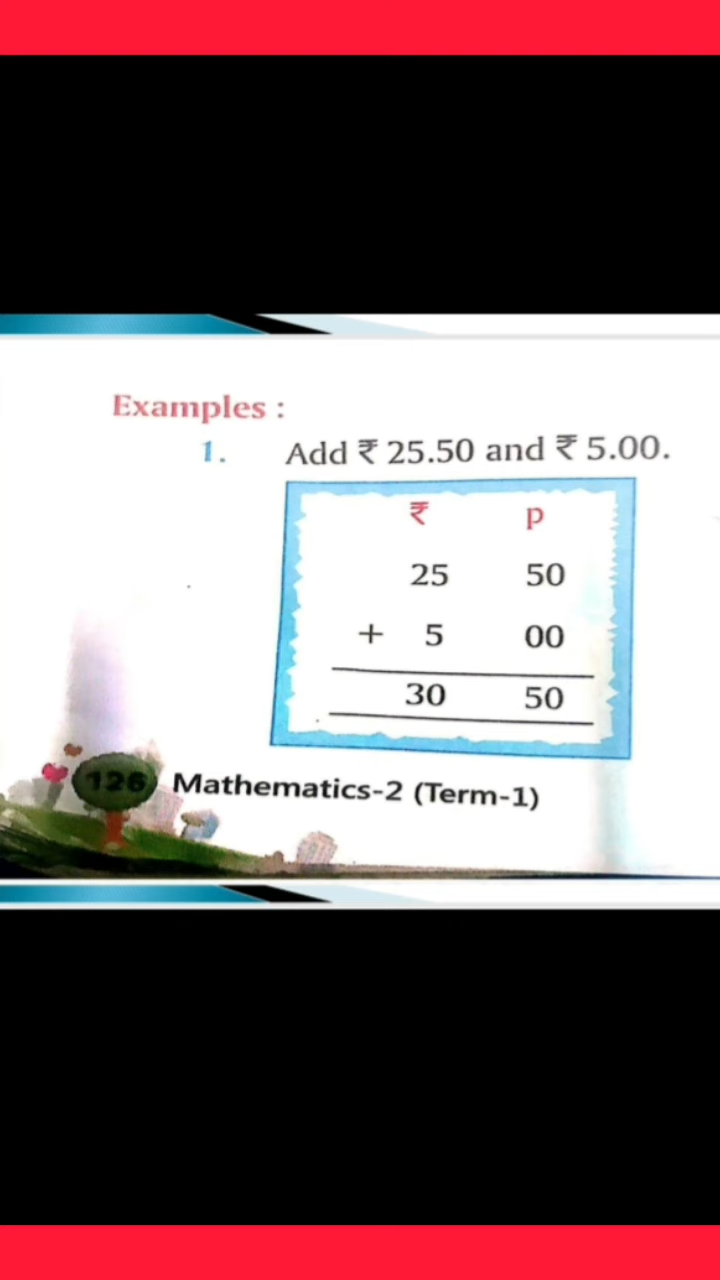 Examples :
1. Add ₹ 25.50 and ₹ 5.00.
₹ p
25 50
+ 5 00
30 50
126 Mathematics-2 (Term-1)